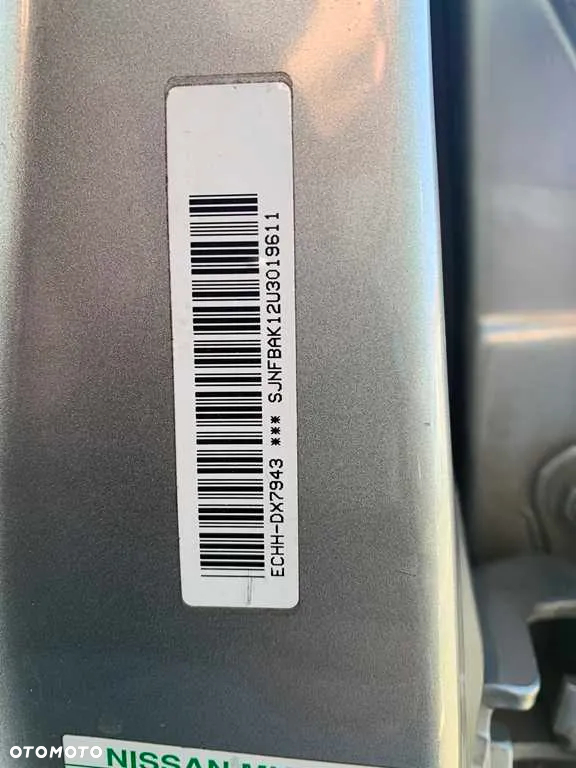 ECHH-DX7943 *** SJNFBAK12U3019611
NISSAN
OTOMOTO